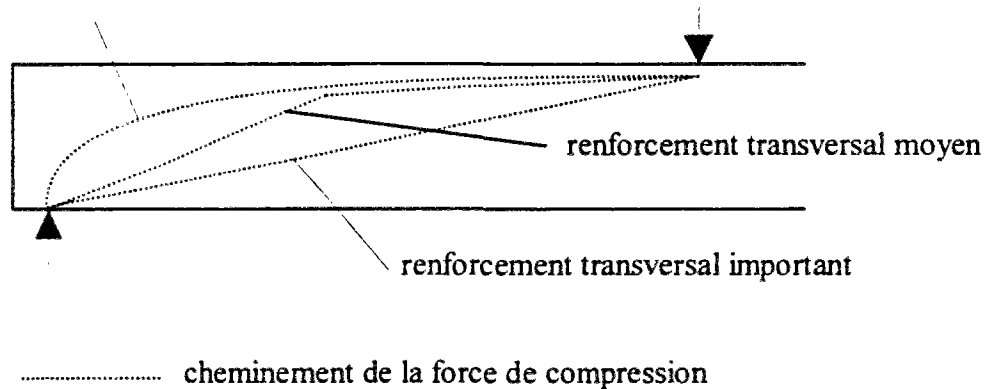 renforcement transversal moyen
renforcement transversal important
cheminement de la force de compression